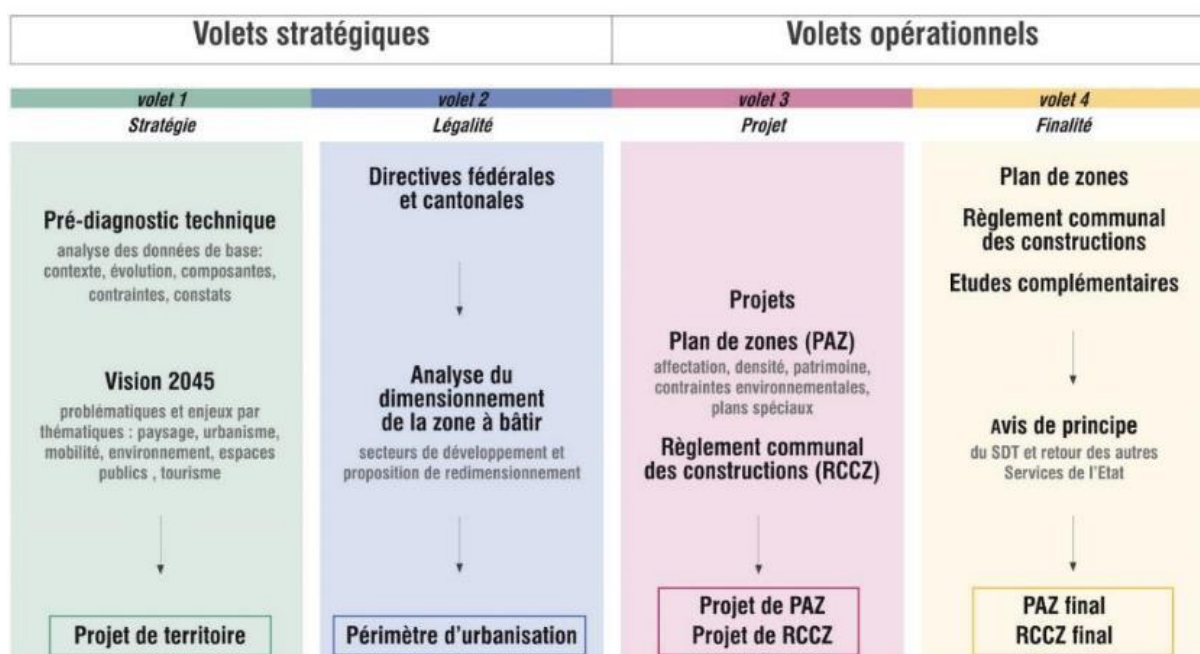 Volets stratégiques
Volets opérationnels
volet 1
Stratégie
Pré-diagnostic technique
analyse des données de base:
contexte, évolution, composantes,
contraintes, constats
Vision 2045
problématiques et enjeux par
thématiques : paysage, urbanisme,
mobilité, environnement, espaces
publics , tourisme
Projet de territoire
volet 2
Légalité
Directives fédérales
et cantonales
Analyse du
dimensionnement
de la zone à bâtir
secteurs de développement et
proposition de redimensionnement
Périmètre d'urbanisation
volet 3
Projet
Projets
Plan de zones (PAZ)
affectation, densité, patrimoine,
contraintes environnementales,
plans spéciaux
Règlement communal
des constructions (RCCZ)
Projet de PAZ
Projet de RCCZ
volet 4
Finalité
Plan de zones
Règlement communal
des constructions
Etudes complémentaires
Avis de principe
du SDT et retour des autres
Services de l'Etat
PAZ final
RCCZ final